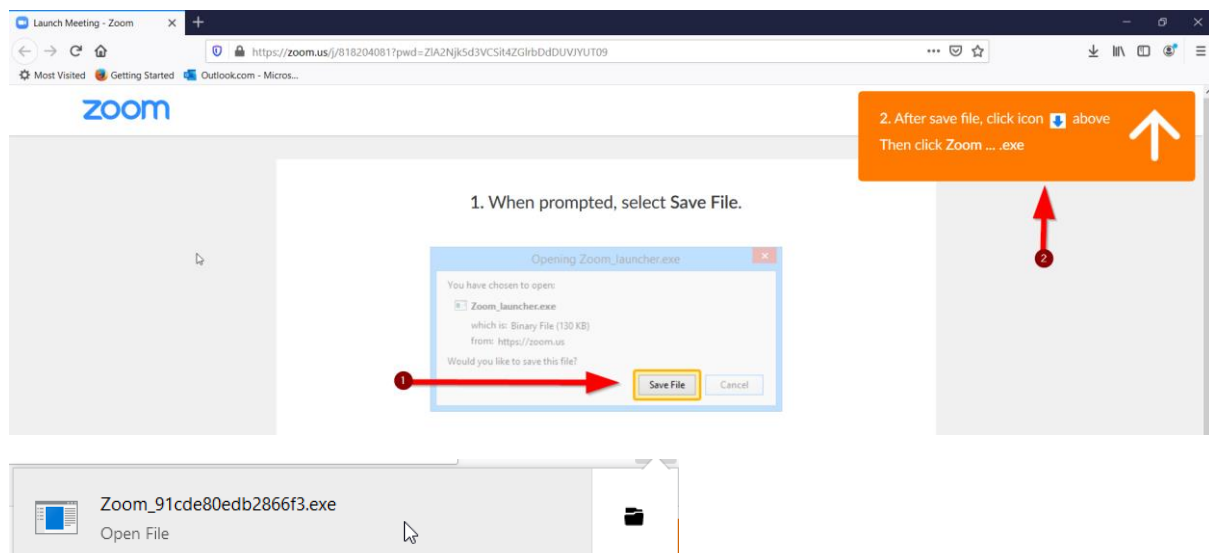 Launch Meeting - Zoom
https://zoom.us/j/818204081?pwd=ZlA2Njk5d3VCSit4ZGlrbDdDUVJYUT09
Most Visited Getting Started Outlook.com - Micros...
zoom
2. After save file, click icon above
Then click Zoom ... .exe
1. When prompted, select Save File.
Opening Zoom_launcher.exe
You have chosen to open:
Zoom_launcher.exe
which is: Binary File (130 KB)
from: https://zoom.us
Would you like to save this file?
Save File Cancel
1
2
Zoom_91cde80edb2866f3.exe
Open File